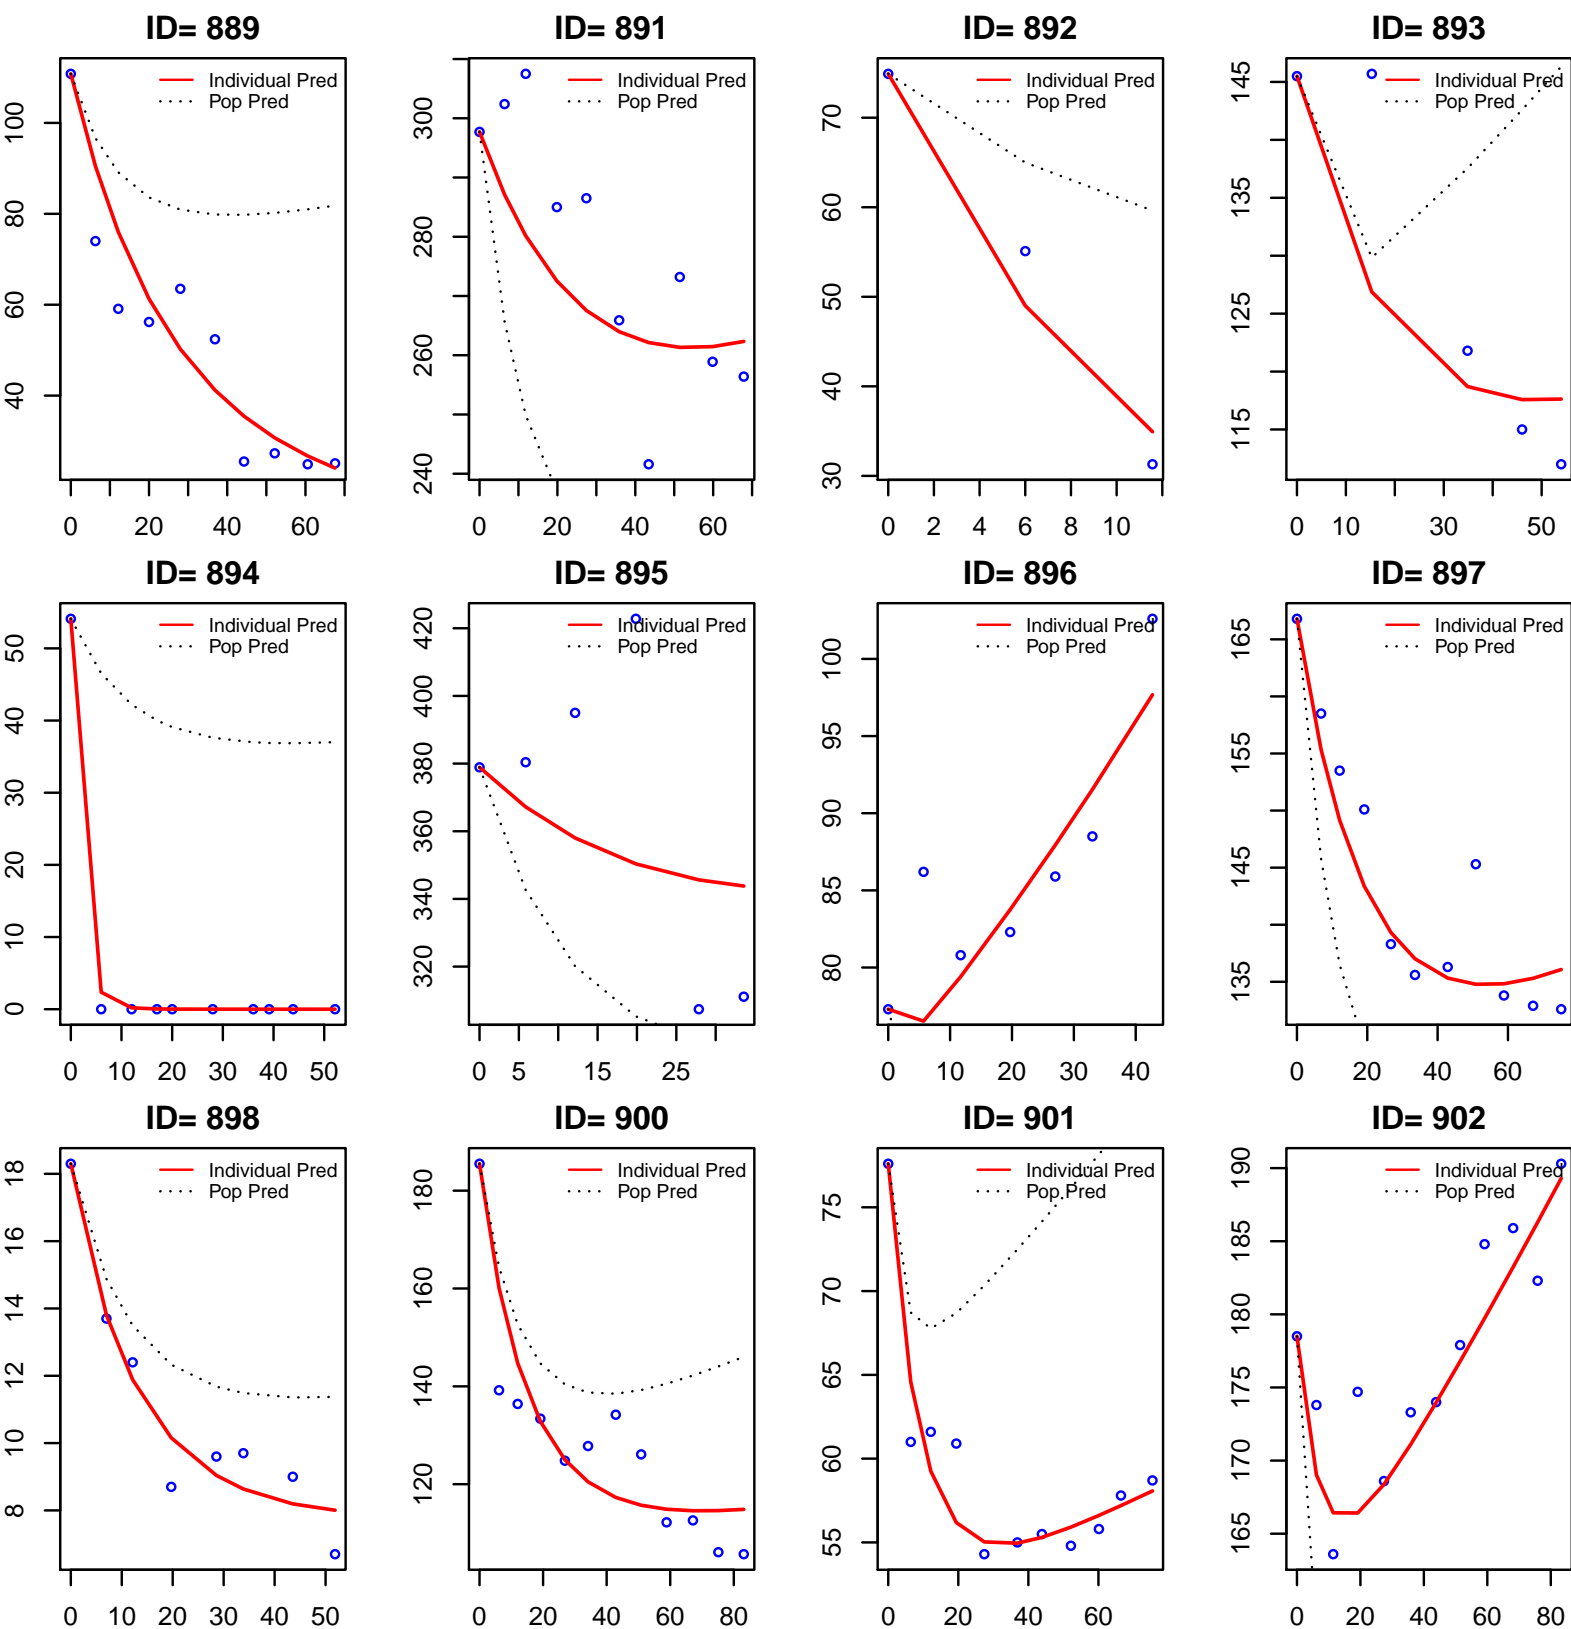 ID= 889
Individual Pred
Pop Pred
100
80
60
40
0 20 40 60
ID= 891
Individual Pred
Pop Pred
300
280
260
240
0 20 40 60
ID= 892
Individual Pred
Pop Pred
70
60
50
40
30
0 2 4 6 8 10
ID= 893
Individual Pred
Pop Pred
145
135
125
115
0 10 30 50
ID= 894
Individual Pred
Pop Pred
50
40
30
20
10
0
0 10 20 30 40 50
ID= 895
Individual Pred
Pop Pred
420
400
380
360
340
320
0 5 15 25
ID= 896
Individual Pred
Pop Pred
100
95
90
85
80
0 10 20 30 40
ID= 897
Individual Pred
Pop Pred
165
155
145
135
0 20 40 60
ID= 898
Individual Pred
Pop Pred
18
16
14
12
10
8
0 10 20 30 40 50
ID= 900
Individual Pred
Pop Pred
180
160
140
120
0 20 40 60 80
ID= 901
Individual Pred
Pop Pred
75
70
65
60
55
0 20 40 60
ID= 902
Individual Pred
Pop Pred
190
185
180
175
170
165
0 20 40 60 80